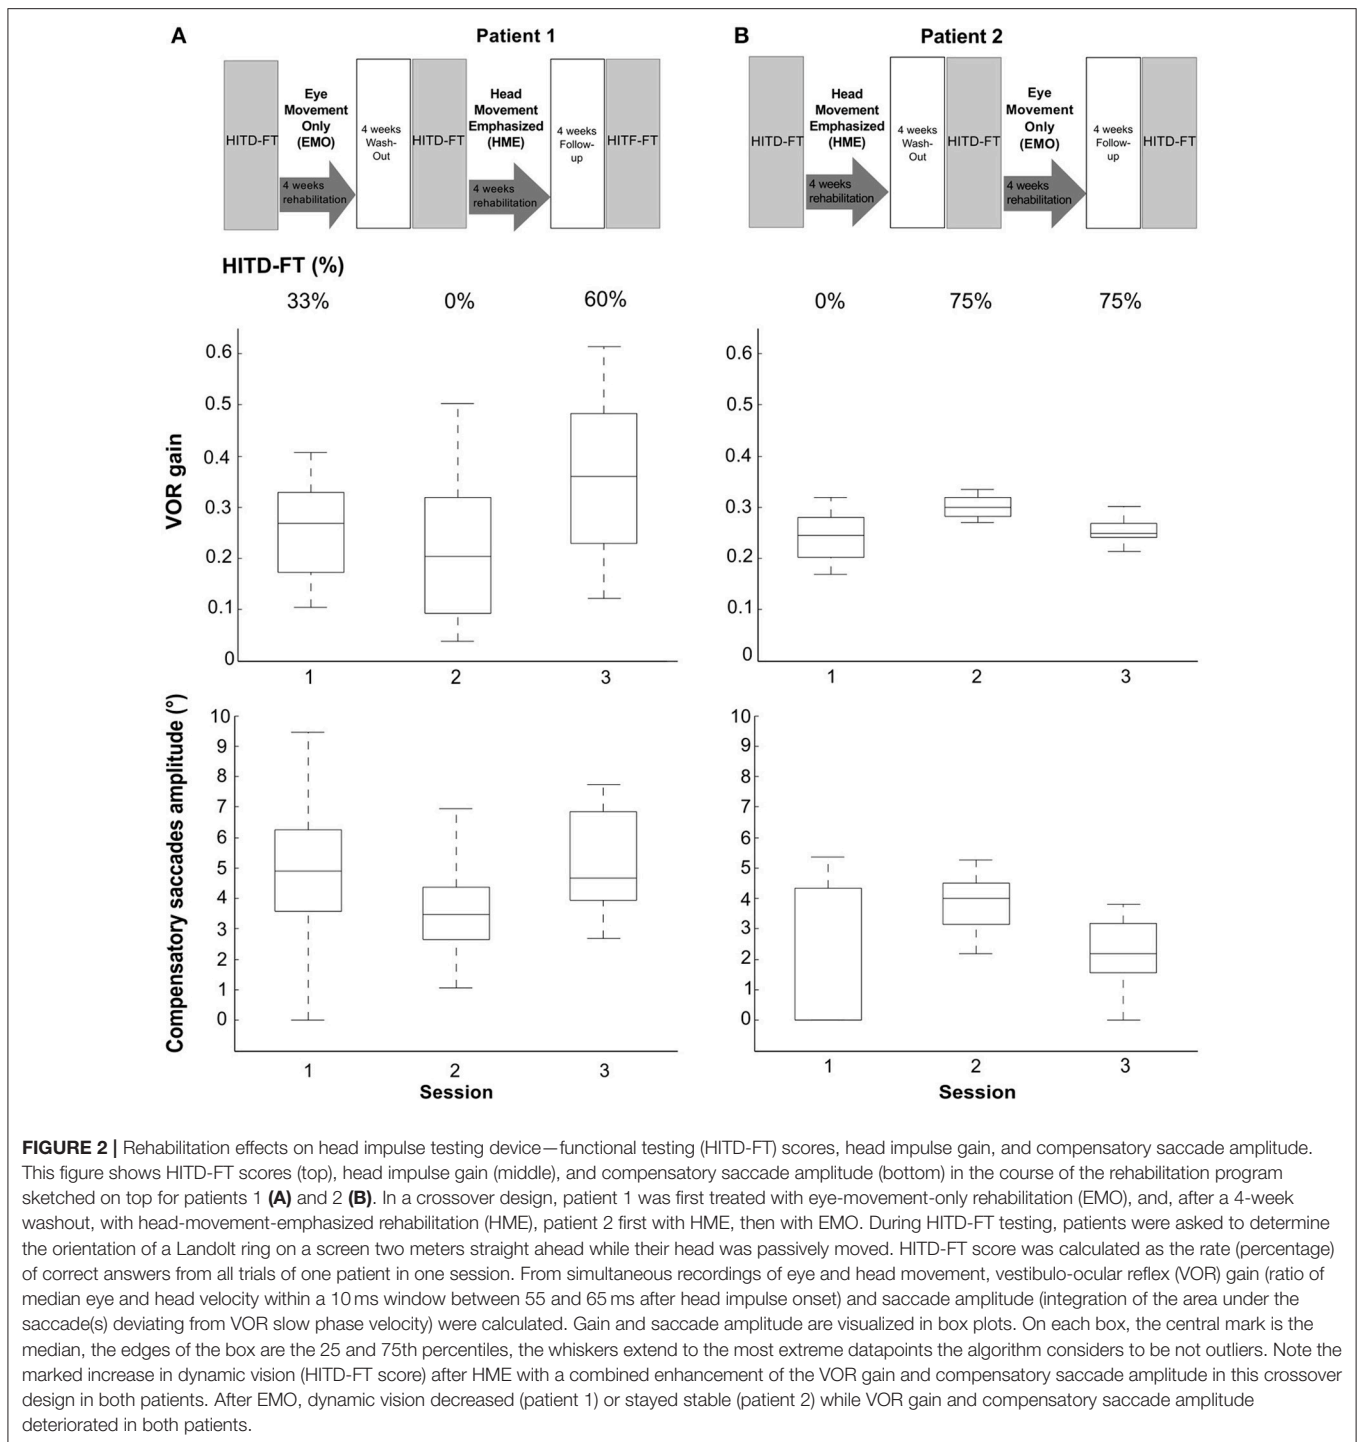 A
Patient 1
HITD-FT
Eye
Movement
Only
(EMO)
4 weeks
rehabilitation
4 weeks
Wash-
Out
HITD-FT
Head
Movement
Emphasized
(HME)
4 weeks
rehabilitation
4 weeks
Follow-
up
HITF-FT
B
Patient 2
HITD-FT
Head
Movement
Emphasized
(HME)
4 weeks
rehabilitation
4 weeks
Wash-
Out
HITD-FT
Eye
Movement
Only
(EMO)
4 weeks
rehabilitation
4 weeks
Follow-
up
HITD-FT
HITD-FT (%)
33% 0% 60%
0% 75% 75%
VOR gain
0.6
0.5
0.4
0.3
0.2
0.1
0
1 2 3
0.6
0.5
0.4
0.3
0.2
0.1
0
1 2 3
Compensatory saccades amplitude (°)
10
9
8
7
6
5
4
3
2
1
0
1 2 3
Session
10
9
8
7
6
5
4
3
2
1
0
1 2 3
Session
FIGURE 2 | Rehabilitation effects on head impulse testing device—functional testing (HITD-FT) scores, head impulse gain, and compensatory saccade amplitude.
This figure shows HITD-FT scores (top), head impulse gain (middle), and compensatory saccade amplitude (bottom) in the course of the rehabilitation program
sketched on top for patients 1 (A) and 2 (B). In a crossover design, patient 1 was first treated with eye-movement-only rehabilitation (EMO), and, after a 4-week
washout, with head-movement-emphasized rehabilitation (HME), patient 2 first with HME, then with EMO. During HITD-FT testing, patients were asked to determine
the orientation of a Landolt ring on a screen two meters straight ahead while their head was passively moved. HITD-FT score was calculated as the rate (percentage)
of correct answers from all trials of one patient in one session. From simultaneous recordings of eye and head movement, vestibulo-ocular reflex (VOR) gain (ratio of
median eye and head velocity within a 10 ms window between 55 and 65 ms after head impulse onset) and saccade amplitude (integration of the area under the
saccade(s) deviating from VOR slow phase velocity) were calculated. Gain and saccade amplitude are visualized in box plots. On each box, the central mark is the
median, the edges of the box are the 25 and 75th percentiles, the whiskers extend to the most extreme datapoints the algorithm considers to be not outliers. Note the
marked increase in dynamic vision (HITD-FT score) after HME with a combined enhancement of the VOR gain and compensatory saccade amplitude in this crossover
design in both patients. After EMO, dynamic vision decreased (patient 1) or stayed stable (patient 2) while VOR gain and compensatory saccade amplitude
deteriorated in both patients.